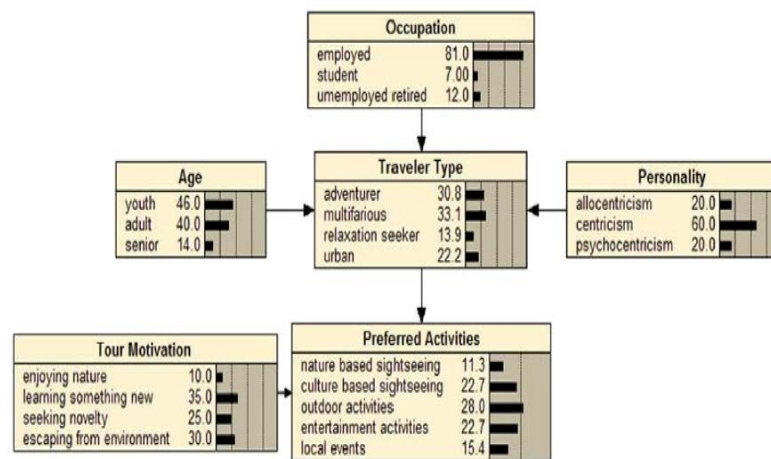 Occupation
employed 81.0
student 7.00
umemployed retired 12.0
Age
youth 46.0
adult 40.0
senior 14.0
Traveler Type
adventurer 30.8
multifarious 33.1
relaxation seeker 13.9
urban 22.2
Personality
allocentricism 20.0
centricism 60.0
psychocentricism 20.0
Tour Motivation
enjoying nature 10.0
learning something new 35.0
seeking novelty 25.0
escaping from environment 30.0
Preferred Activities
nature based sightseeing 11.3
culture based sightseeing 22.7
outdoor activities 28.0
entertainment activities 22.7
local events 15.4